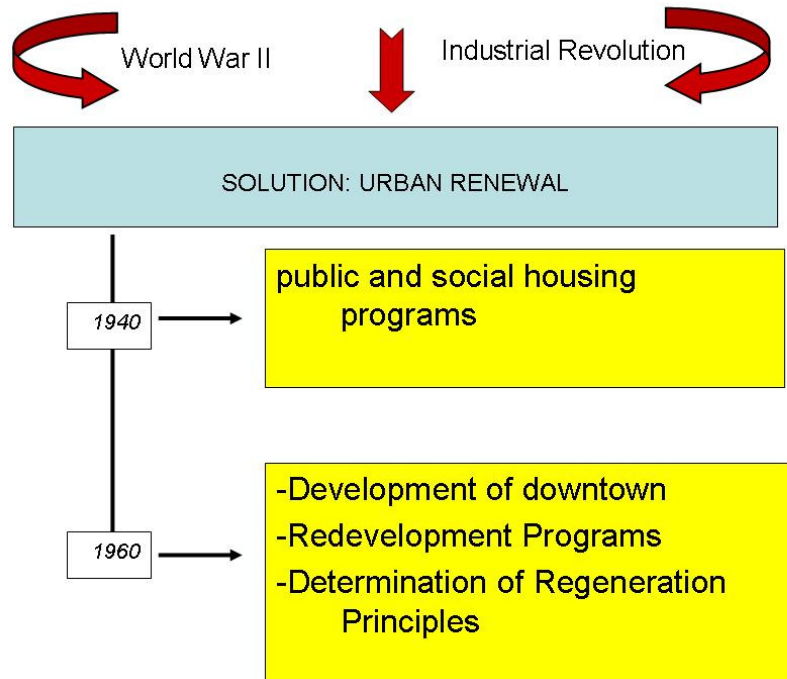 World War II
Industrial Revolution
SOLUTION: URBAN RENEWAL
1940
public and social housing
programs
1960
-Development of downtown
-Redevelopment Programs
-Determination of Regeneration
Principles